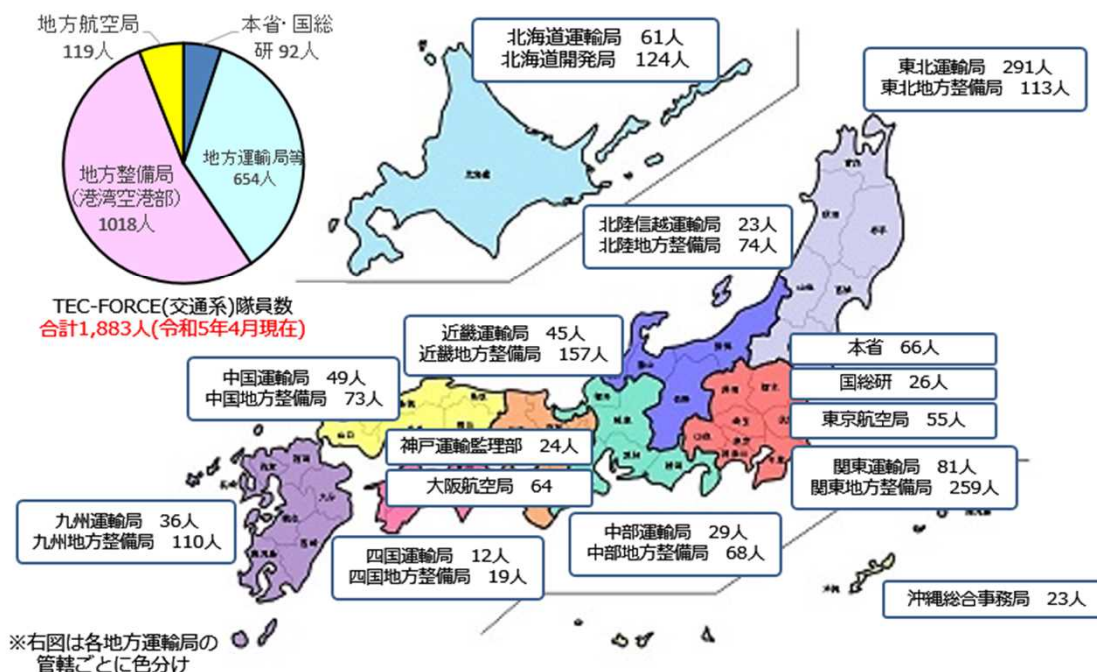 地方航空局
119人
本省・国総
研 92人
地方運輸局等
654人
地方整備局
(港湾空港部)
1018人
TEC-FORCE(交通系)隊員数
合計1,883人(令和5年4月現在)
北海道運輸局 61人
北海道開発局 124人
東北運輸局 291人
東北地方整備局 113人
北陸信越運輸局 23人
北陸地方整備局 74人
近畿運輸局 45人
近畿地方整備局 157人
本省 66人
国総研 26人
東京航空局 55人
中国運輸局 49人
中国地方整備局 73人
神戸運輸監理部 24人
大阪航空局 64
関東運輸局 81人
関東地方整備局 259人
九州運輸局 36人
九州地方整備局 110人
四国運輸局 12人
四国地方整備局 19人
中部運輸局 29人
中部地方整備局 68人
沖縄総合事務局 23人
※右図は各地方運輸局の
管轄ごとに色分け
北海道
秋田
岩手
山形
宮城
山口
沖縄